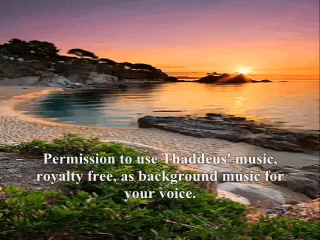 Permission to use Thaddeus' music,
royalty free, as background music for
your voice.